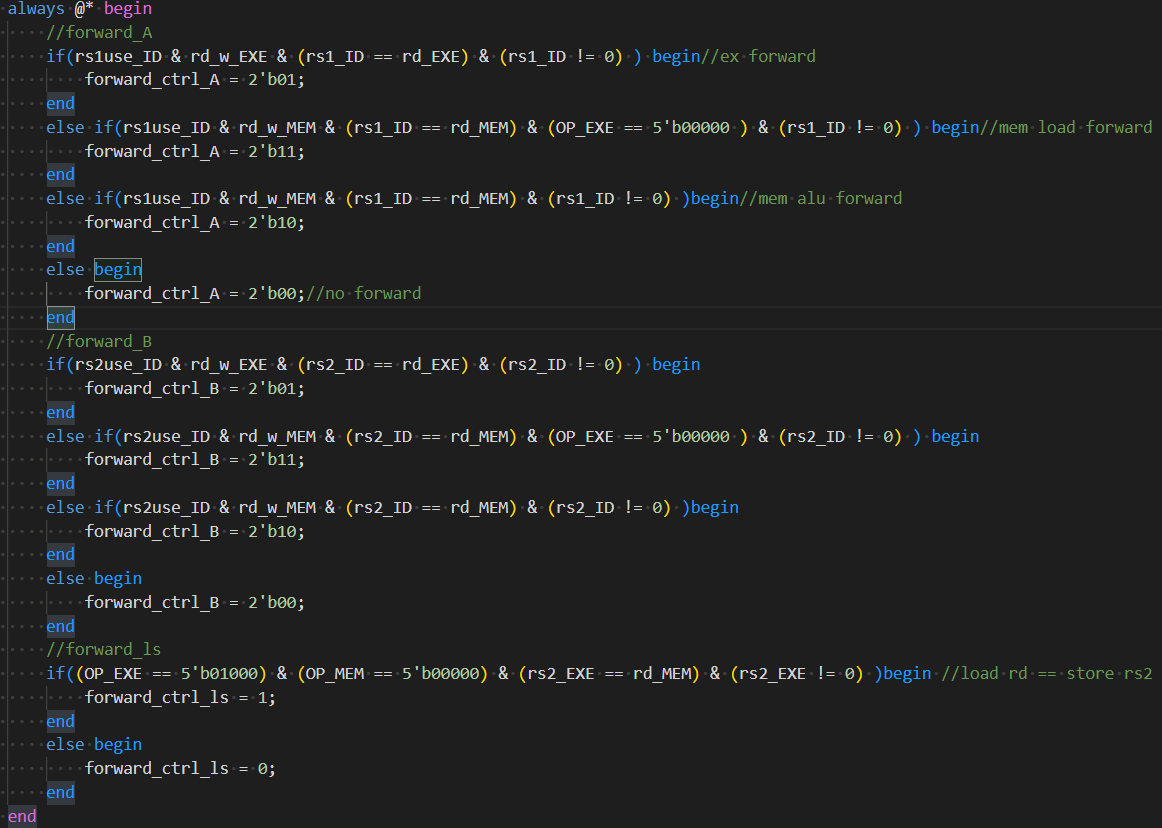 always @* begin
    //forward_A
    if(rs1use_ID & rd_w_EXE & (rs1_ID == rd_EXE) & (rs1_ID != 0) ) begin//ex forward
        forward_ctrl_A = 2'b01;
    end
    else if(rs1use_ID & rd_w_MEM & (rs1_ID == rd_MEM) & (OP_EXE == 5'b00000 ) & (rs1_ID != 0) ) begin//mem load forward
        forward_ctrl_A = 2'b11;
    end
    else if(rs1use_ID & rd_w_MEM & (rs1_ID == rd_MEM) & (rs1_ID != 0) )begin//mem alu forward
        forward_ctrl_A = 2'b10;
    end
    else begin
        forward_ctrl_A = 2'b00;//no forward
    end
    //forward_B
    if(rs2use_ID & rd_w_EXE & (rs2_ID == rd_EXE) & (rs2_ID != 0) ) begin
        forward_ctrl_B = 2'b01;
    end
    else if(rs2use_ID & rd_w_MEM & (rs2_ID == rd_MEM) & (OP_EXE == 5'b00000 ) & (rs2_ID != 0) ) begin
        forward_ctrl_B = 2'b11;
    end
    else if(rs2use_ID & rd_w_MEM & (rs2_ID == rd_MEM) & (rs2_ID != 0) )begin
        forward_ctrl_B = 2'b10;
    end
    else begin
        forward_ctrl_B = 2'b00;
    end
    //forward_ls
    if((OP_EXE == 5'b01000) & (OP_MEM == 5'b00000) & (rs2_EXE == rd_MEM) & (rs2_EXE != 0) )begin //load rd == store rs2
        forward_ctrl_ls = 1;
    end
    else begin
        forward_ctrl_ls = 0;
    end
end